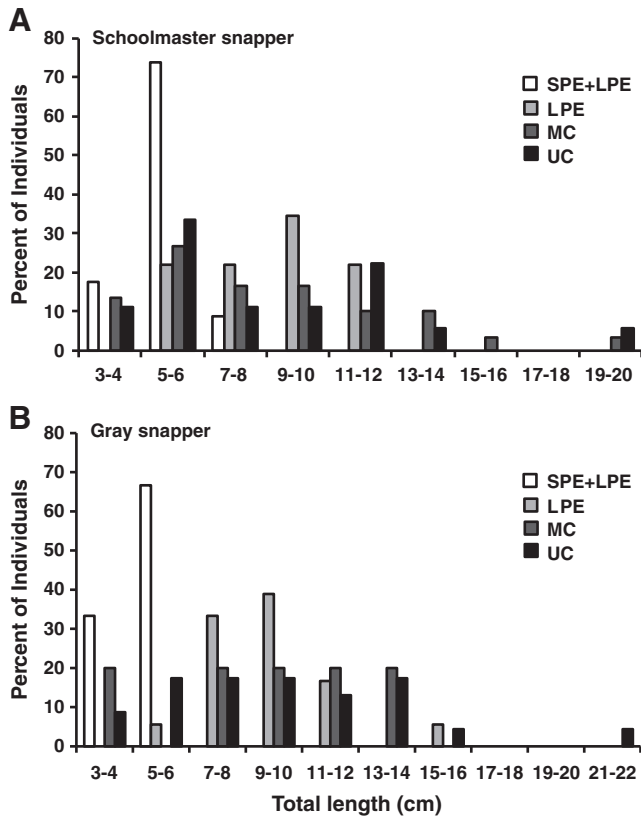 A
Schoolmaster snapper
80
70
60
50
40
30
20
10
0
Percent of Individuals
SPE+LPE
LPE
MC
UC
3-4 5-6 7-8 9-10 11-12 13-14 15-16 17-18 19-20
B
Gray snapper
80
70
60
50
40
30
20
10
0
Percent of Individuals
SPE+LPE
LPE
MC
UC
3-4 5-6 7-8 9-10 11-12 13-14 15-16 17-18 19-20 21-22
Total length (cm)